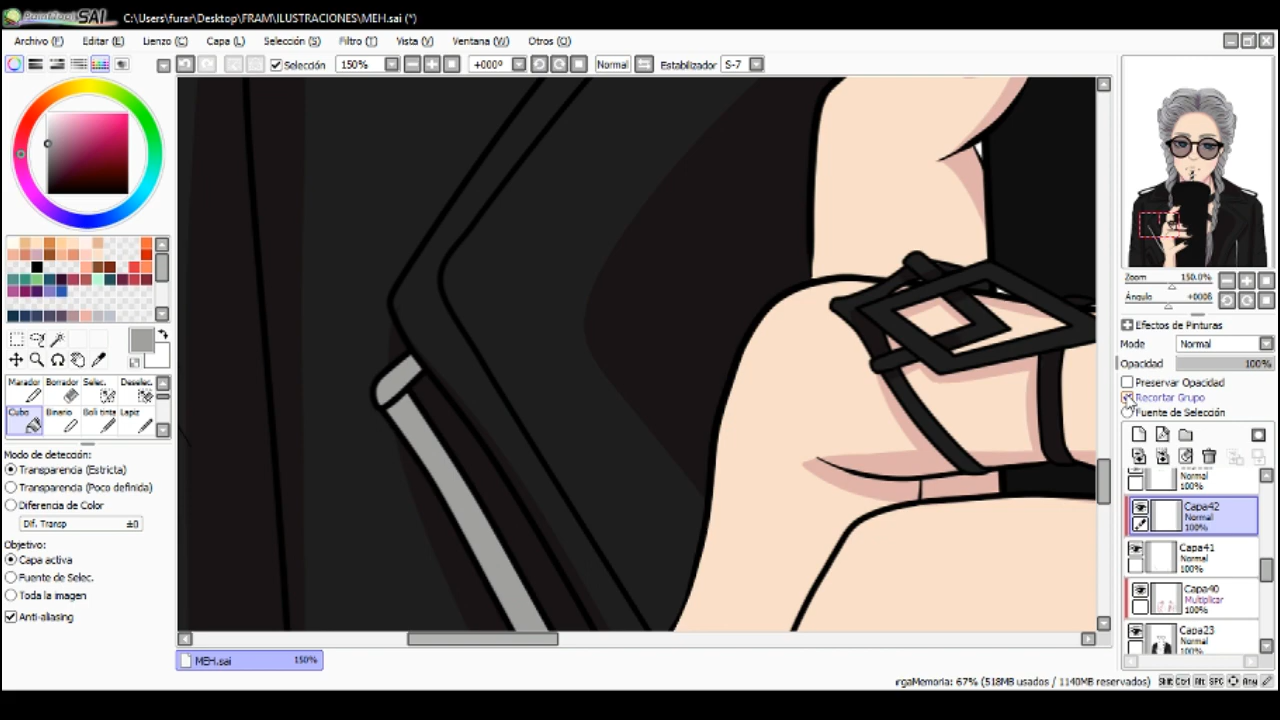 PaintTool SAI C:\Users\furar\Desktop\FRAM\ILUSTRACIONES\MEH.sai (*)
Archivo (F) Editar (E) Lienzo (C) Capa (L) Selección (S) Filtro (T) Vista (V) Ventana (W) Otros (O)
Selección 150% +000º Normal Estabilizador S-7
Zoom 150.0%
Ángulo +000ß
Efectos de Pinturas
Modo Normal
Opacidad 100%
Preservar Opacidad
Recortar Grupo
Fuente de Selección
Marador Borrador Selec. Deselec.
Cubo Binario Boli tinta Lapiz
Modo de detección:
Transparencia (Estricta)
Transparencia (Poco definida)
Diferencia de Color
Dif. Transp ±0
Objetivo:
Capa activa
Fuente de Selec.
Toda la imagen
Anti-aliasing
Normal
100%
Capa42
Normal
100%
Capa41
Normal
100%
Capa40
Multiplicar
100%
Capa23
Normal
100%
MEH.sai 150%
rgaMemoria: 67% (518MB usados / 1140MB reservados) Shift Ctrl Alt SPC Any